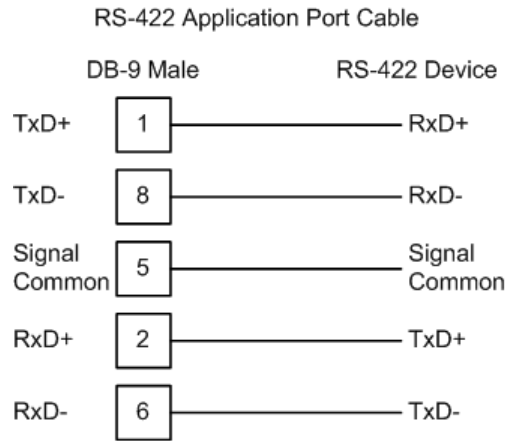 RS-422 Application Port Cable
DB-9 Male RS-422 Device
TxD+ 1 RxD+
TxD- 8 RxD-
Signal Common 5 Signal Common
RxD+ 2 TxD+
RxD- 6 TxD-